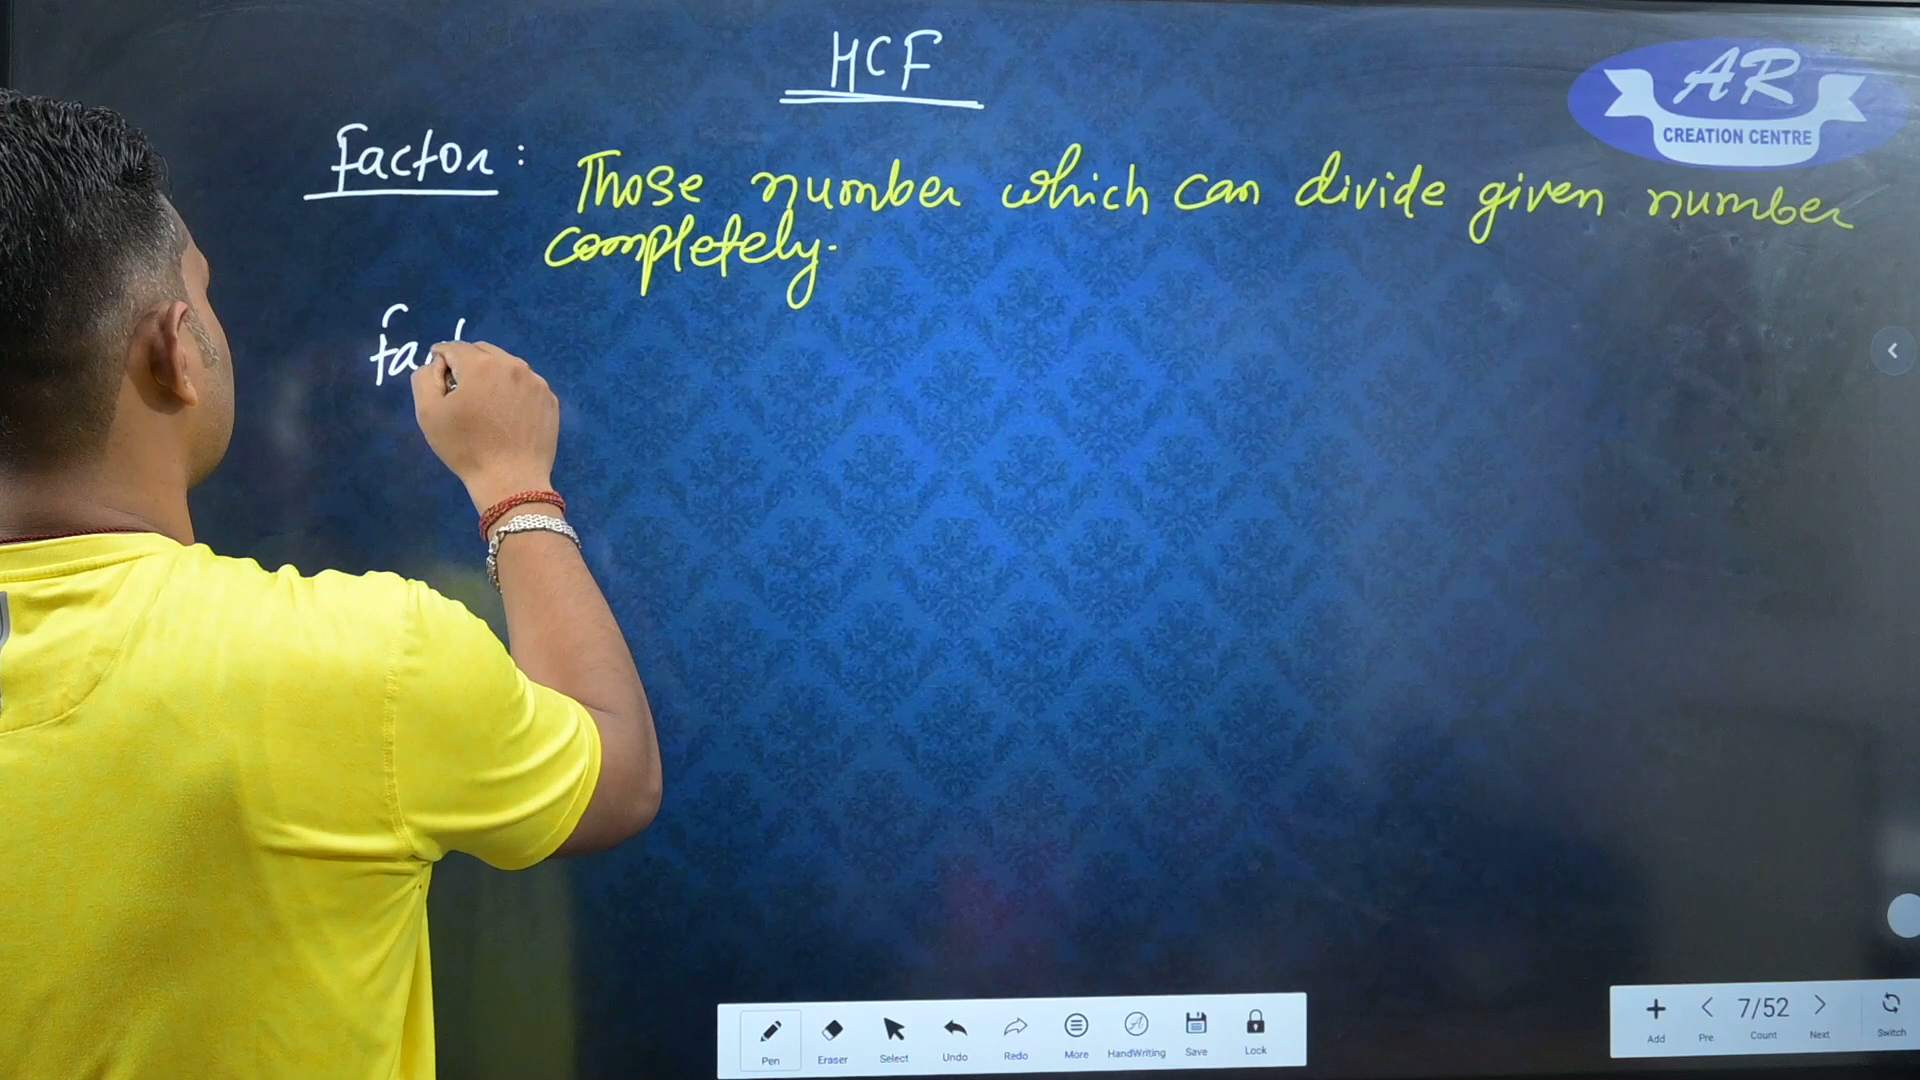 HCF
AR
CREATION CENTRE
Factor : Those number which can divide given number
completely.
Fact
Pen Eraser Select Undo Redo More HandWriting Save Lock
Add Pre 7/52 Count Next Switch